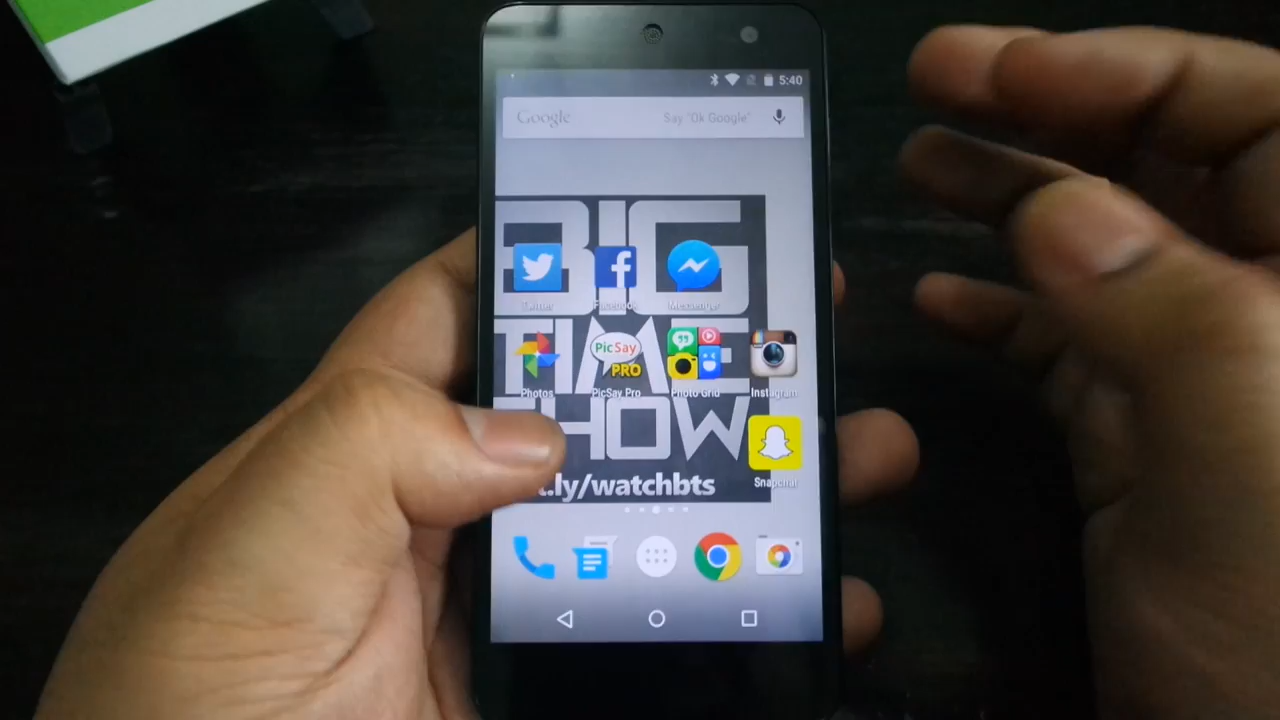 5:40
Google Say "Ok Google"
BIG
Twitter Facebook Messenger
TIME
PicSay
PRO
Photos PicSay Pro Photo Grid Instagram
SHOW
Snapchat
.ly/watchbts